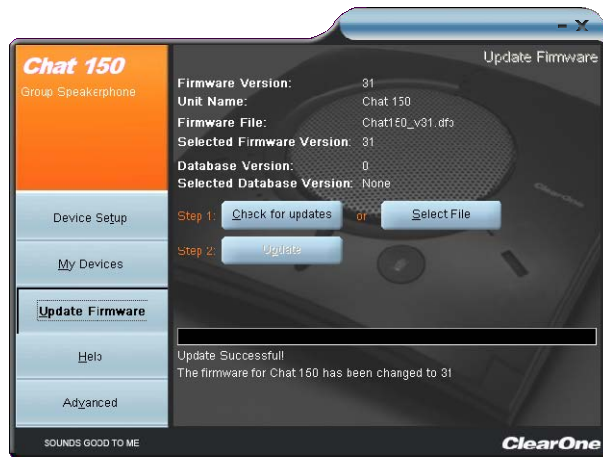 - X
Chat 150
Group Speakerphone
Update Firmware
Firmware Version: 31
Unit Name: Chat 150
Firmware File: Chat150_v31.dfs
Selected Firmware Version: 31
Database Version: 0
Selected Database Version: None
Step 1: Check for updates or Select File
Step 2: Update
Device Setup
My Devices
Update Firmware
Help
Advanced
Update Successful!
The firmware for Chat 150 has been changed to 31
SOUNDS GOOD TO ME
ClearOne
ClearOne